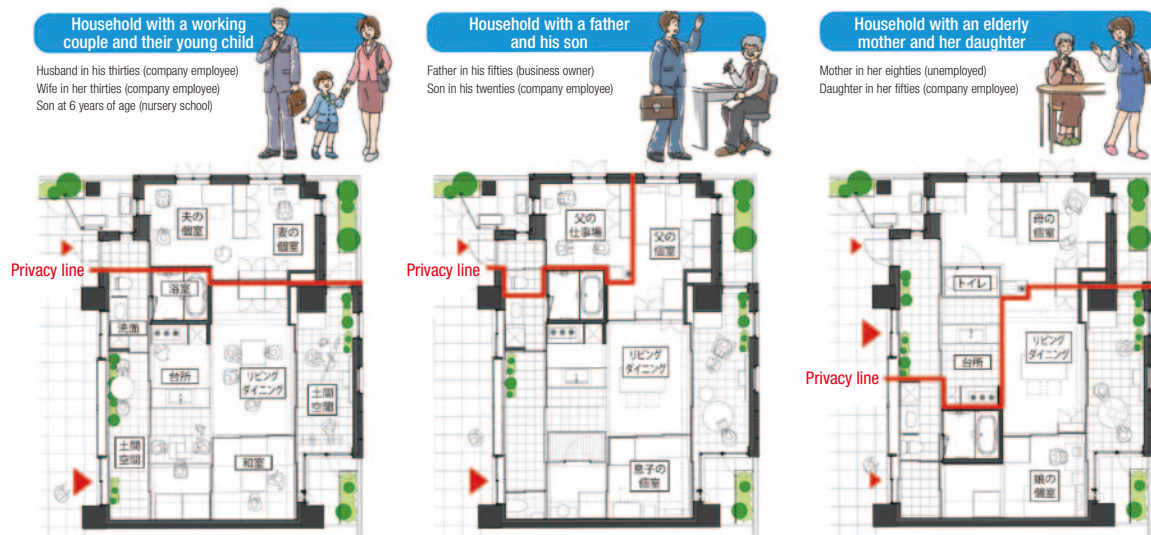 Household with a working
couple and their young child
Husband in his thirties (company employee)
Wife in her thirties (company employee)
Son at 6 years of age (nursery school)
夫の
個室
妻の
個室
Privacy line
浴室
洗面
台所
リビング
ダイニング
土間
空間
土間
空間
和室
Household with a father
and his son
Father in his fifties (business owner)
Son in his twenties (company employee)
父の
仕事場
父の
個室
Privacy line
リビング
ダイニング
息子の
個室
Household with an elderly
mother and her daughter
Mother in her eighties (unemployed)
Daughter in her fifties (company employee)
母の
個室
トイレ
リビング
ダイニング
台所
Privacy line
娘の
個室